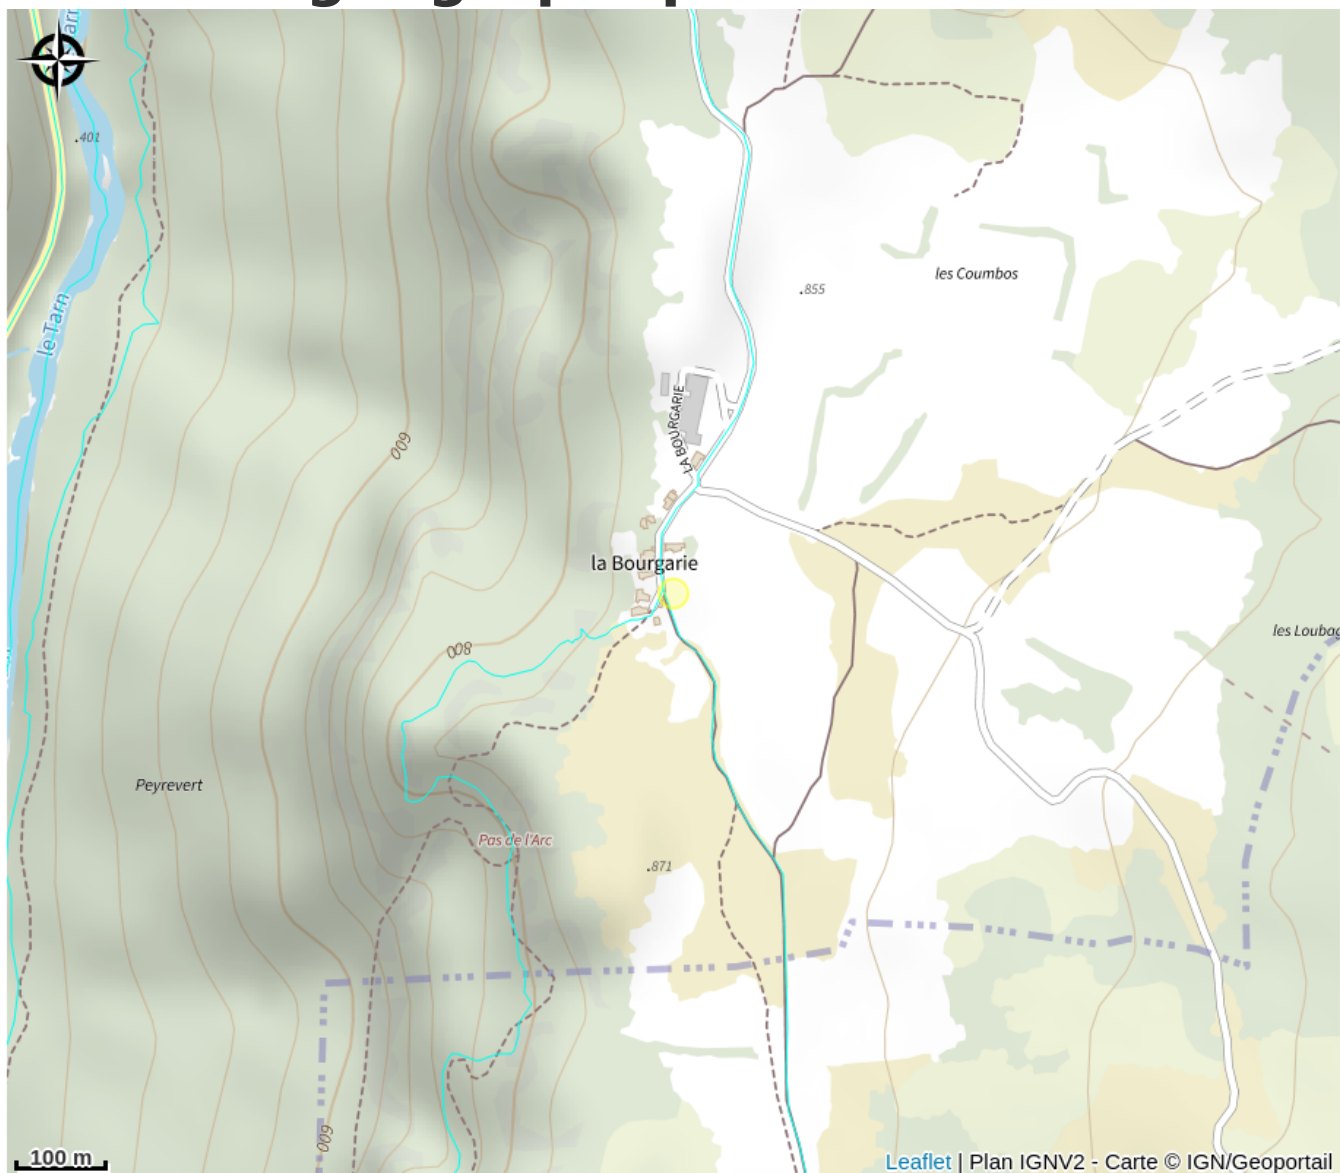 .401
le Tarn
les Coumbos
.855
LA BOURGARIE
600
la Bourgarie
les Loubac
800
Peyrevert
Pas de l'Arc
.871
600
100 m
Leaflet | Plan IGNV2 - Carte © IGN/Geoportail